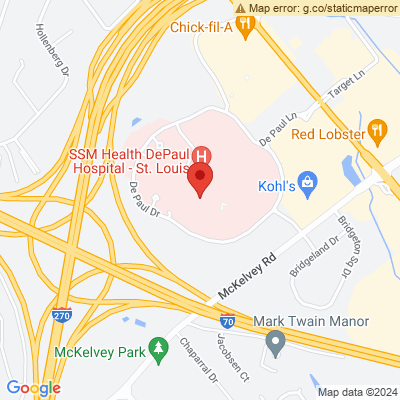 Map error: g.co/staticmaperror
Hollenberg Dr
Chick-fil-A
Target Ln
De Paul Ln
Red Lobster
SSM Health DePaul
Hospital - St. Louis
H
Kohl's
De Paul Dr
McKelvey Rd
Bridgeland Dr
Bridgeton Sq Dr
270
70
Mark Twain Manor
McKelvey Park
Chaparral Dr
Jacobsen Ct
Google
Map data ©2024